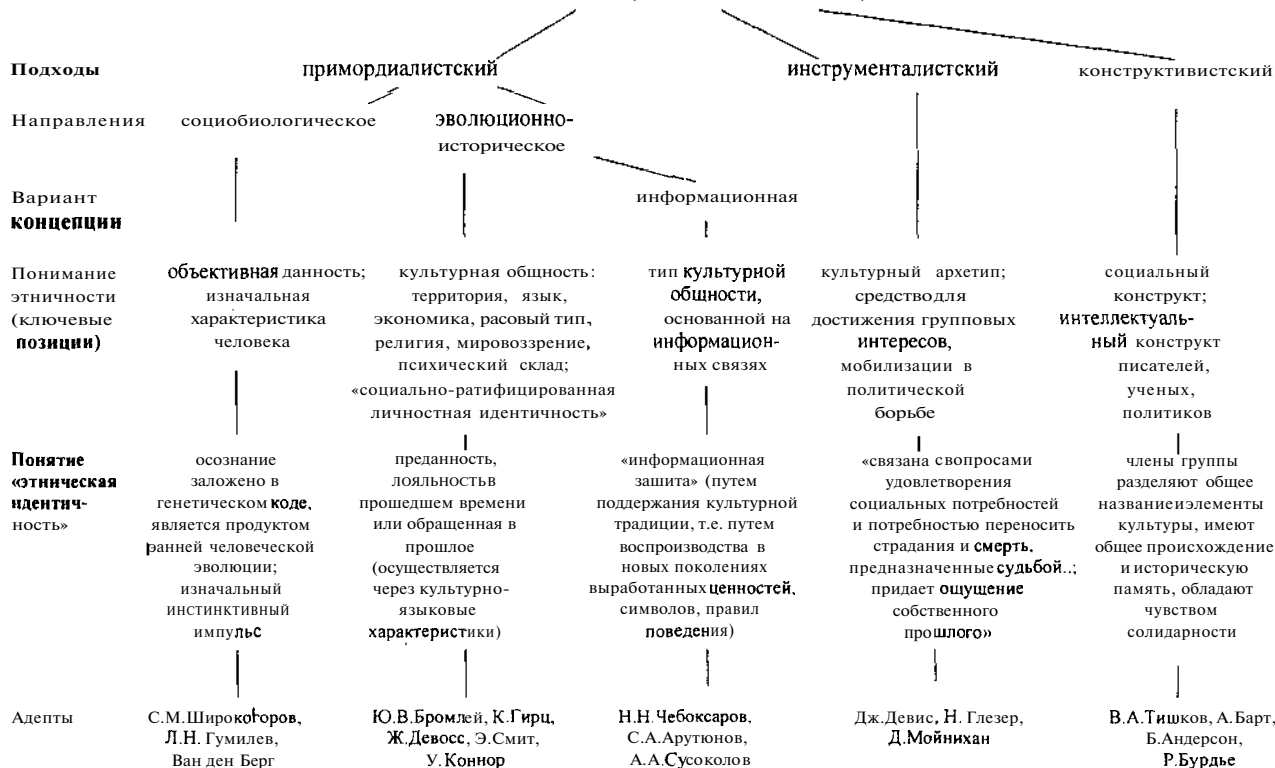 Подходы примордиалистский инструменталистский конструктивистский
Направления социобиологическое эволюционно-
историческое
Вариант информационная
концепции
Понимание объективная данность; культурная общность: тип культурной культурный архетип; социальный
этничности изначальная территория, язык, общности, средстводля конструкт;
(ключевые характеристика экономика, расовый тип, основанной на достижения групповых интеллектуаль-
позиции) человека религия, мировоззрение, информацион- интересов, ный конструкт
психический склад; ных связях мобилизации в писателей,
«социально-ратифицированная политической ученых,
личностная идентичность» борьбе политиков
Понятие осознание преданность, «информационная «связана свопросами члены группы
«этническая заложено в лояльностьв зашита» (путем удовлетворения разделяют общее
идентич- генетическом коде, прошедшем времени поддержания культурной социальных потребностей названиеиэлементы
ность» является продуктом или обращенная в традиции, т.е. путем и потребностью переносить культуры, имеют
ранней человеческой прошлое воспроизводства в страдания и смерть, общее происхождение
эволюции; (осуществляется новых поколениях предназначенные судьбой..; и историческую
изначальный через культурно- выработанных ценностей, придает ощущение память, обладают
инстинктивный языковые символов, правил собственного чувством
импульс характеристики) поведения) прошлого» солидарности
Адепты С.М.Широкогоров, Ю.В.Бромлей, К.Гирц, Н.Н.Чебоксаров, Дж.Девис, Н. Глезер, В.А.Тишков, А.Барт,
Л.Н. Гумилев, Ж.Девосс, Э.Смит, С.А.Арутюнов, Д.Мойнихан Б.Андерсон,
Ван ден Берг У.Коннор А.А.Сусоколов Р.Бурдье